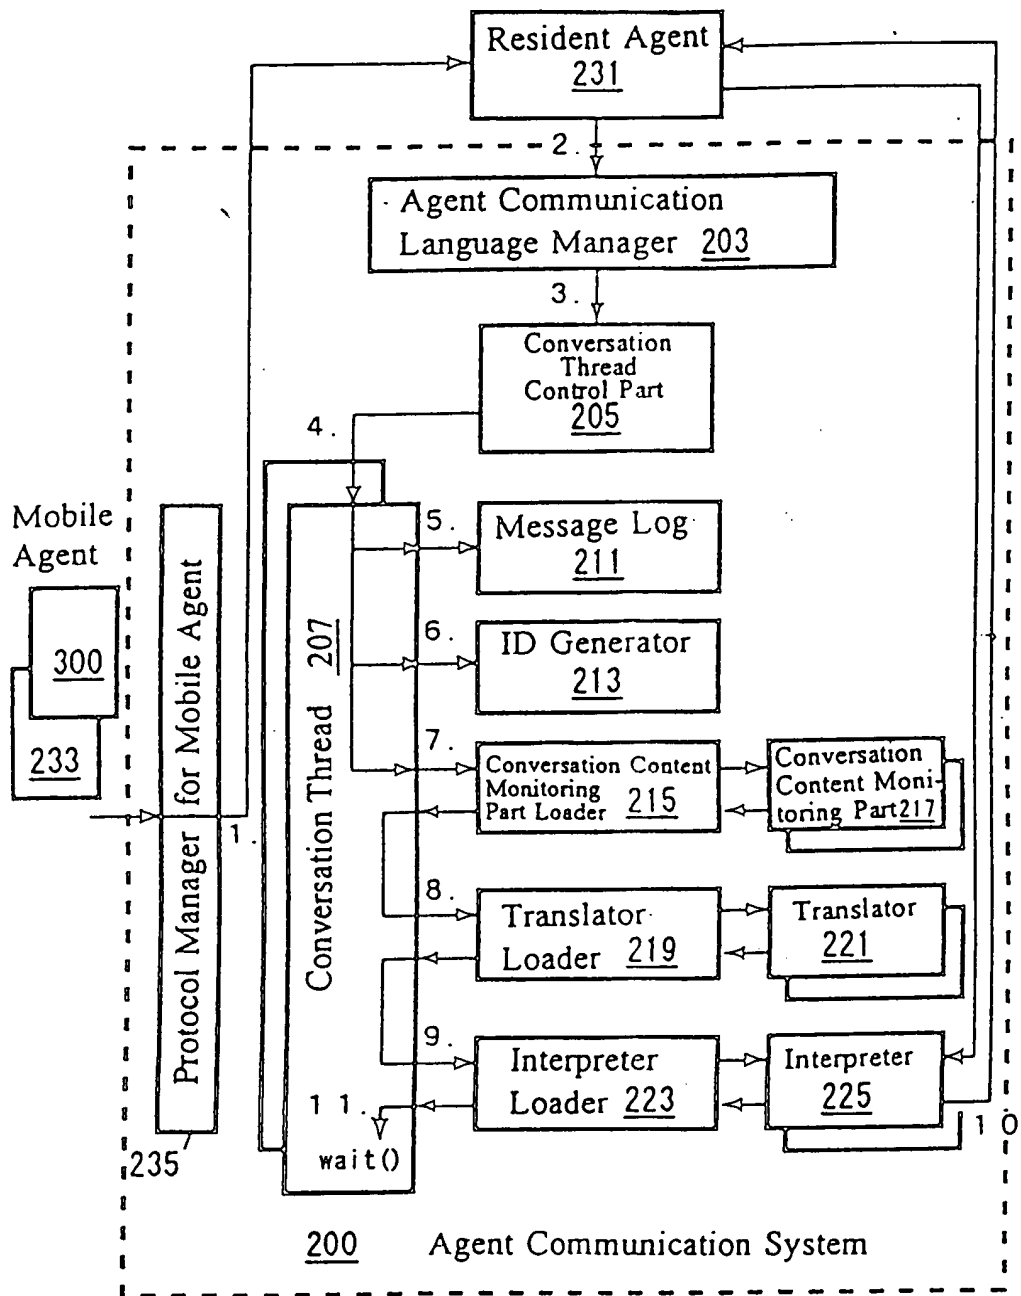 Resident Agent
231
2.
Agent Communication
Language Manager 203
3.
Conversation
Thread
Control Part
205
4.
Mobile
Agent
300
233
Protocol Manager for Mobile Agent
235
1.
Conversation Thread 207
5.
Message Log
211
6.
ID Generator
213
7.
Conversation Content
Monitoring
Part Loader 215
Conversation
Content Moni-
toring Part 217
8.
Translator
Loader 219
Translator
221
9.
Interpreter
Loader 223
Interpreter
225
10
11.
wait()
200 Agent Communication System